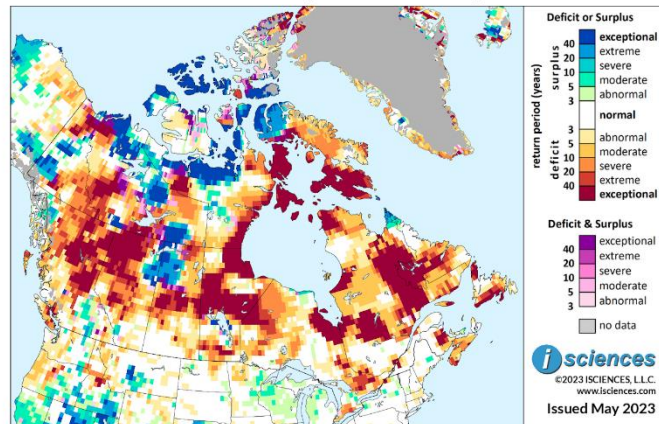 Deficit or Surplus
return period (years)
surplus
40
20
10
5
3
exceptional
extreme
severe
moderate
abnormal
normal
deficit
3
5
10
20
40
abnormal
moderate
severe
extreme
exceptional
Deficit & Surplus
40
20
10
5
3
exceptional
extreme
severe
moderate
abnormal
no data
i sciences
©2023 ISCIENCES, L.L.C.
www.isciences.com
Issued May 2023